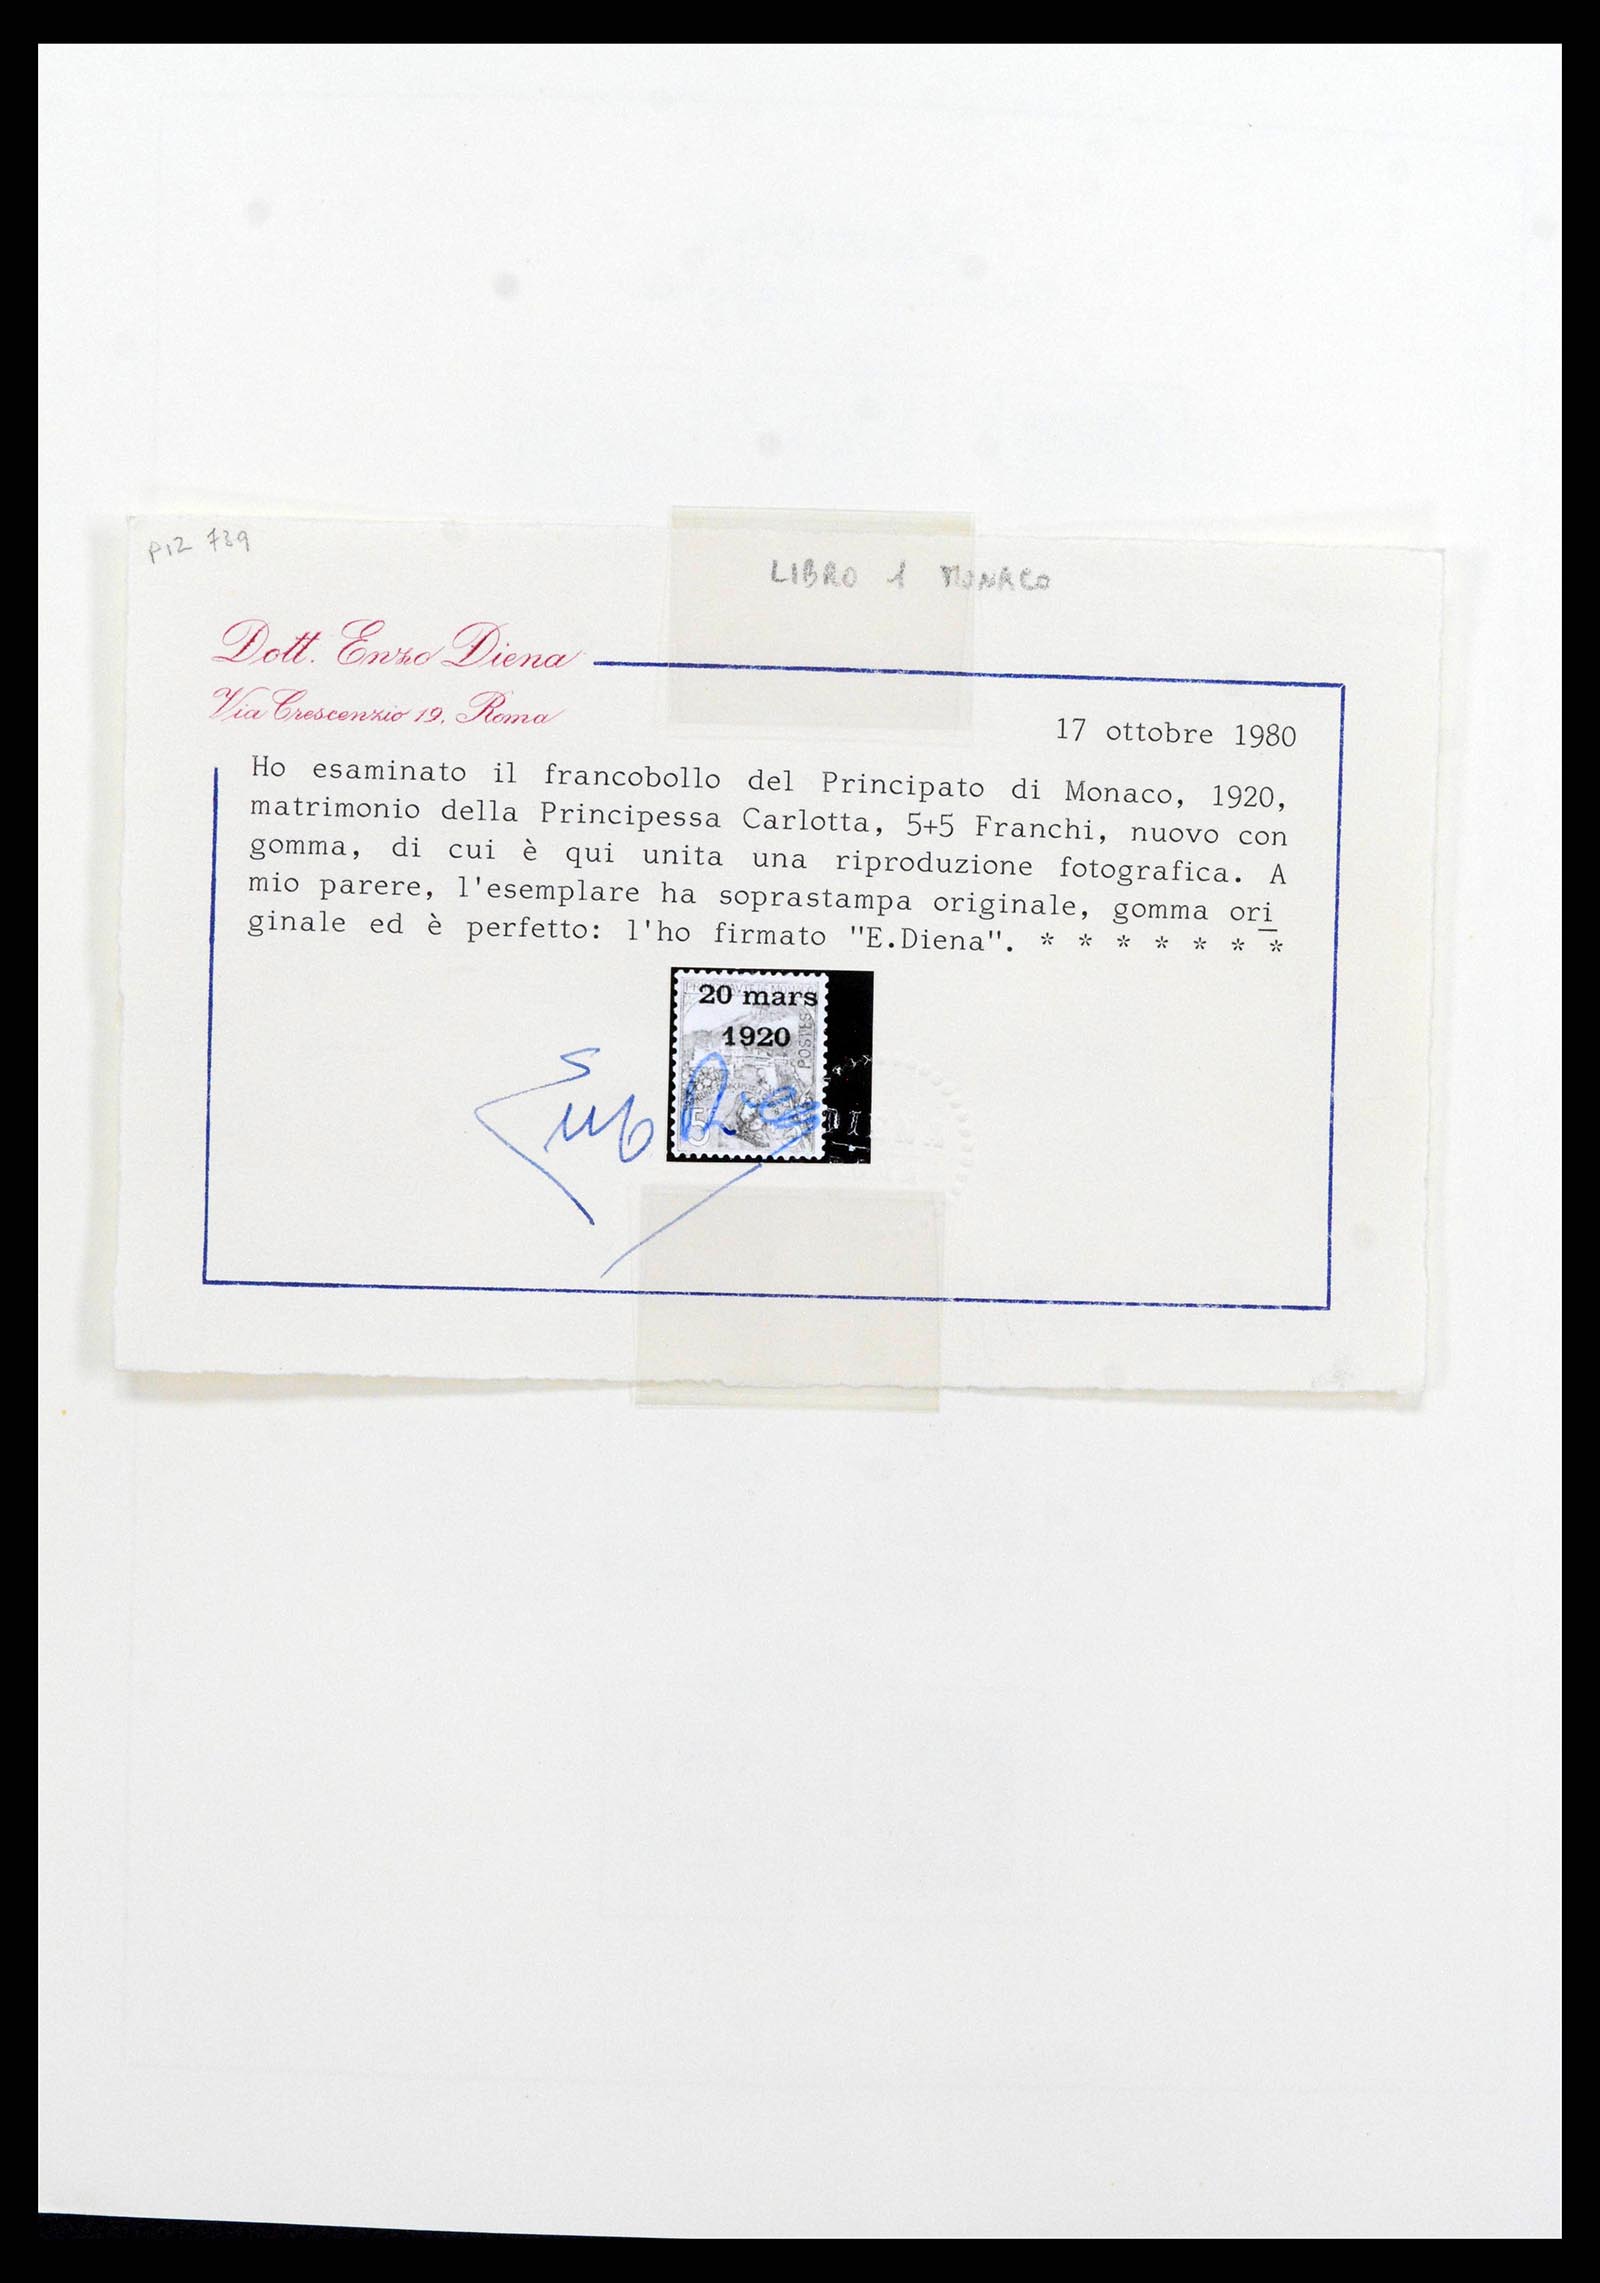 P12 739
LIBRO 1 MONACO
Dott. Enzo Diena
Via Crescenzio 19, Roma
17 ottobre 1980
Ho esaminato il francobollo del Principato di Monaco, 1920,
matrimonio della Principessa Carlotta, 5+5 Franchi, nuovo con
gomma, di cui è qui unita una riproduzione fotografica. A
mio parere, l'esemplare ha soprastampa originale, gomma ori
ginale ed è perfetto: l'ho firmato "E.Diena". * * * * * * *
20 mars
1920
POSTES
5